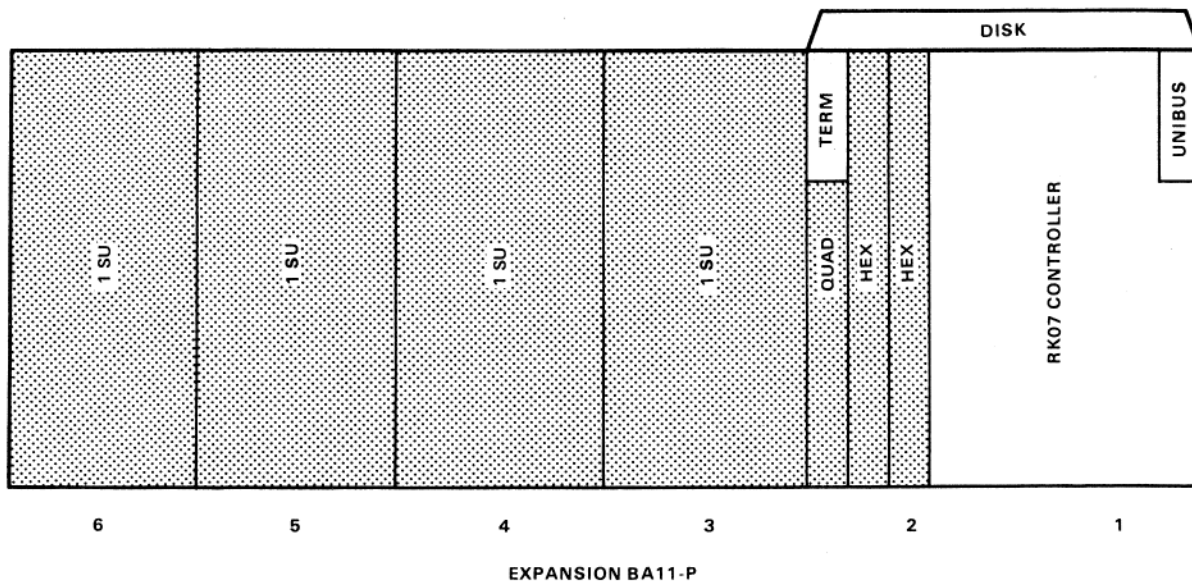 DISK
TERM
UNIBUS
1 SU
1 SU
1 SU
1 SU
QUAD
HEX
HEX
RK07 CONTROLLER
6 5 4 3 2 1
EXPANSION BA11-P